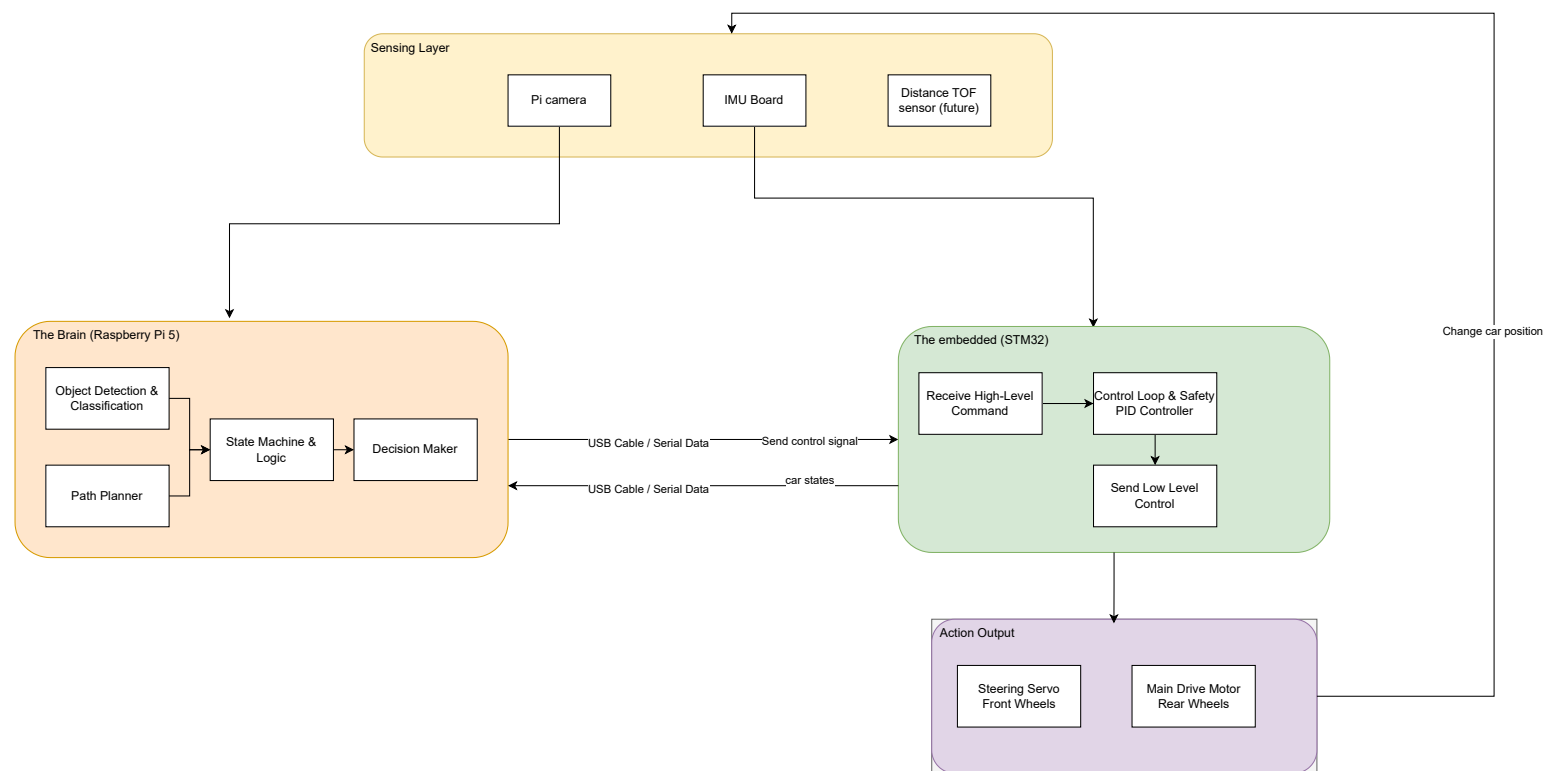 Sensing Layer
Pi camera
IMU Board
Distance TOF
sensor (future)
Change car position
The Brain (Raspberry Pi 5)
Object Detection &
Classification
Path Planner
State Machine &
Logic
Decision Maker
USB Cable / Serial Data
Send control signal
USB Cable / Serial Data
car states
The embedded (STM32)
Receive High-Level
Command
Control Loop & Safety
PID Controller
Send Low Level
Control
Action Output
Steering Servo
Front Wheels
Main Drive Motor
Rear Wheels